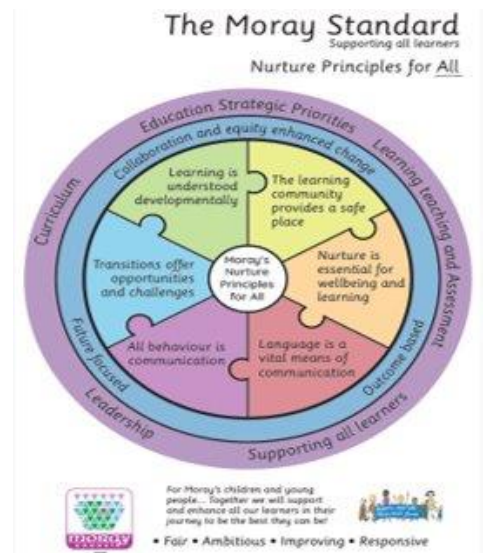 The Moray Standard
Supporting all learners
Nurture Principles for All
Education Strategic Priorities
Learning teaching and Assessment
Supporting all learners
Leadership
Curriculum
Collaboration and equity enhanced change
Outcome based
Future focused
Learning is
understood
developmentally
The learning
community
provides a safe
place
Nurture is
essential for
wellbeing and
learning
Language is a
vital means of
communication
All behaviour is
communication
Transitions offer
opportunities
and challenges
Moray's
Nurture
Principles
for All
moray
For Moray's children and young
people... Together we will support
and enhance all our learners in their
journey to be the best they can be!
• Fair • Ambitious • Improving • Responsive